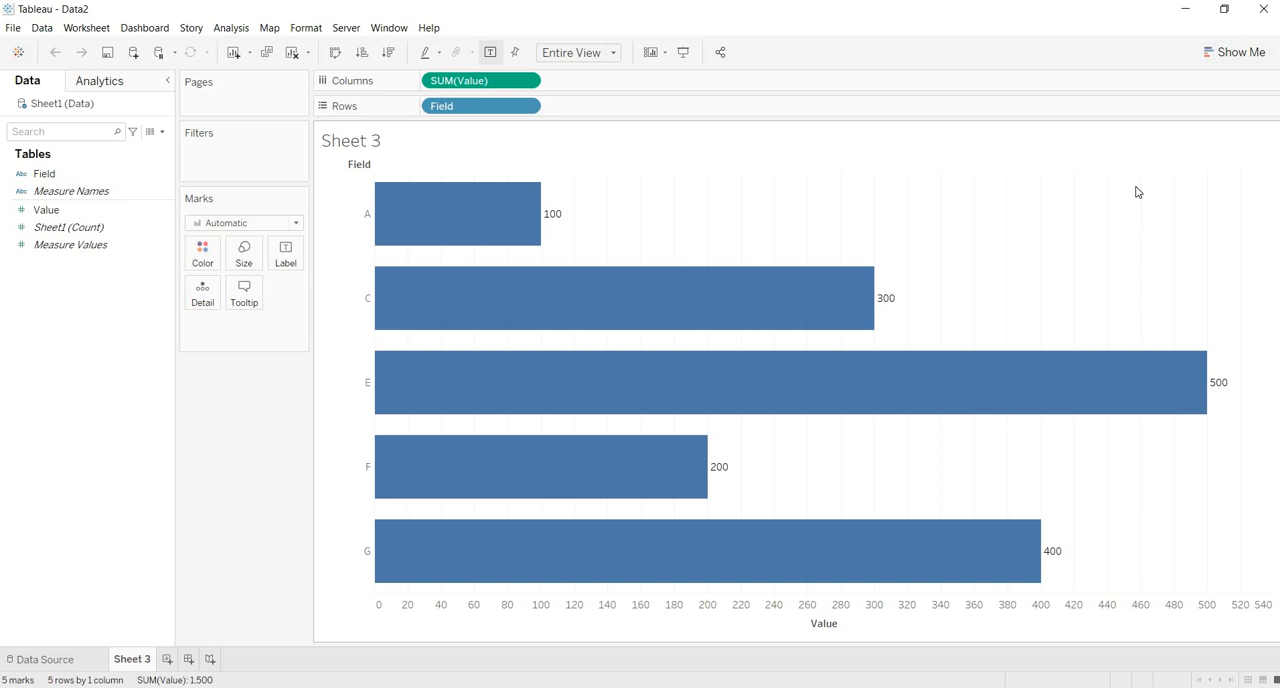 Tableau - Data2
File Data Worksheet Dashboard Story Analysis Map Format Server Window Help
Entire View
Show Me
Data Analytics
Sheet1 (Data)
Search
Tables
Abc Field
Abc Measure Names
# Value
# Sheet1 (Count)
# Measure Values
Pages
Filters
Marks
Automatic
Color Size Label
Detail Tooltip
Columns SUM(Value)
Rows Field
Sheet 3
Field
A 100
C 300
E 500
F 200
G 400
0 20 40 60 80 100 120 140 160 180 200 220 240 260 280 300 320 340 360 380 400 420 440 460 480 500 520 540
Value
Data Source Sheet 3
5 marks 5 rows by 1 column SUM(Value): 1,500